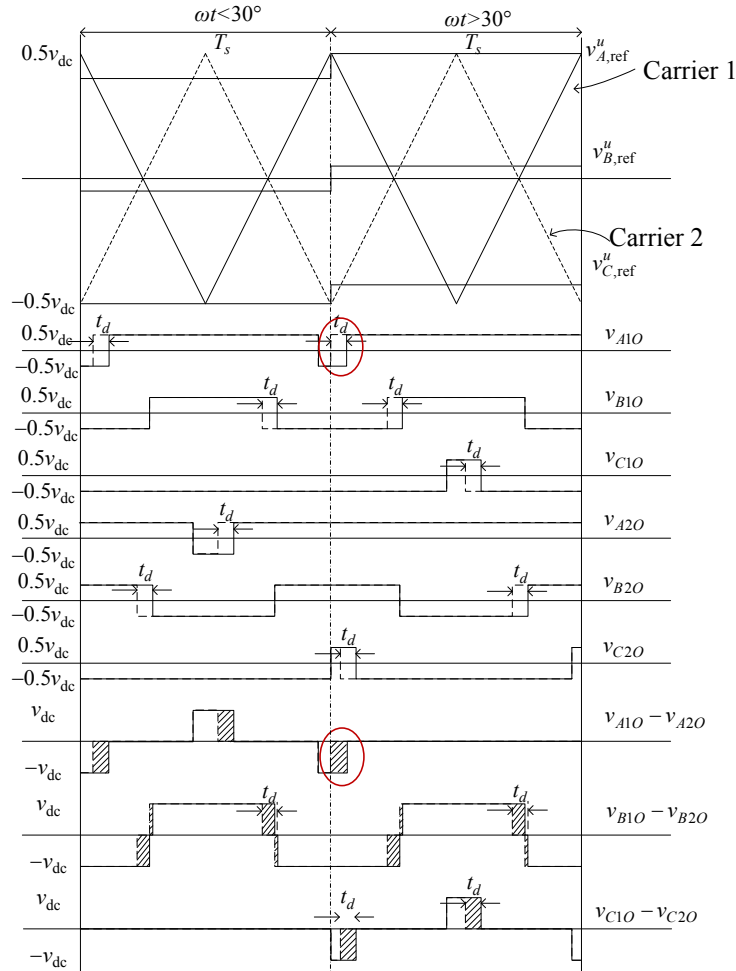 ωt<30° ωt>30°
T_s T_s
0.5v_dc v^u_A,ref
Carrier 1
v^u_B,ref
Carrier 2
v^u_C,ref
−0.5v_dc
0.5v_dc t_d t_d v_A1O
−0.5v_dc
0.5v_dc t_d t_d v_B1O
−0.5v_dc
0.5v_dc t_d v_C1O
−0.5v_dc
0.5v_dc t_d v_A2O
−0.5v_dc
0.5v_dc t_d t_d v_B2O
−0.5v_dc
0.5v_dc t_d v_C2O
−0.5v_dc
v_dc v_A1O − v_A2O
−v_dc
v_dc t_d t_d v_B1O − v_B2O
−v_dc
v_dc t_d t_d v_C1O − v_C2O
−v_dc